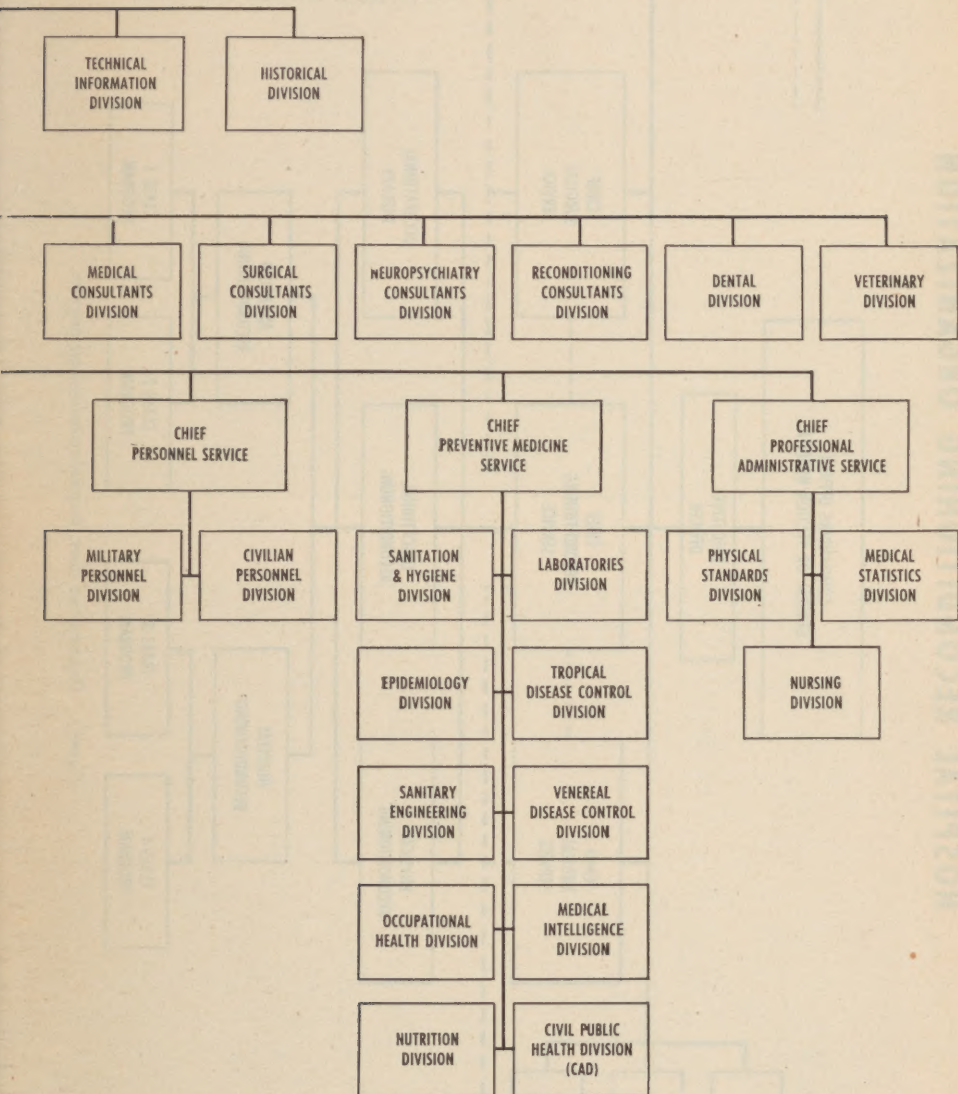 TECHNICAL
INFORMATION
DIVISION
HISTORICAL
DIVISION
MEDICAL
CONSULTANTS
DIVISION
SURGICAL
CONSULTANTS
DIVISION
NEUROPSYCHIATRY
CONSULTANTS
DIVISION
RECONDITIONING
CONSULTANTS
DIVISION
DENTAL
DIVISION
VETERINARY
DIVISION
CHIEF
PERSONNEL SERVICE
CHIEF
PREVENTIVE MEDICINE
SERVICE
CHIEF
PROFESSIONAL
ADMINISTRATIVE SERVICE
MILITARY
PERSONNEL
DIVISION
CIVILIAN
PERSONNEL
DIVISION
SANITATION
& HYGIENE
DIVISION
LABORATORIES
DIVISION
PHYSICAL
STANDARDS
DIVISION
MEDICAL
STATISTICS
DIVISION
EPIDEMIOLOGY
DIVISION
TROPICAL
DISEASE CONTROL
DIVISION
NURSING
DIVISION
SANITARY
ENGINEERING
DIVISION
VENEREAL
DISEASE CONTROL
DIVISION
OCCUPATIONAL
HEALTH DIVISION
MEDICAL
INTELLIGENCE
DIVISION
NUTRITION
DIVISION
CIVIL PUBLIC
HEALTH DIVISION
(CAD)